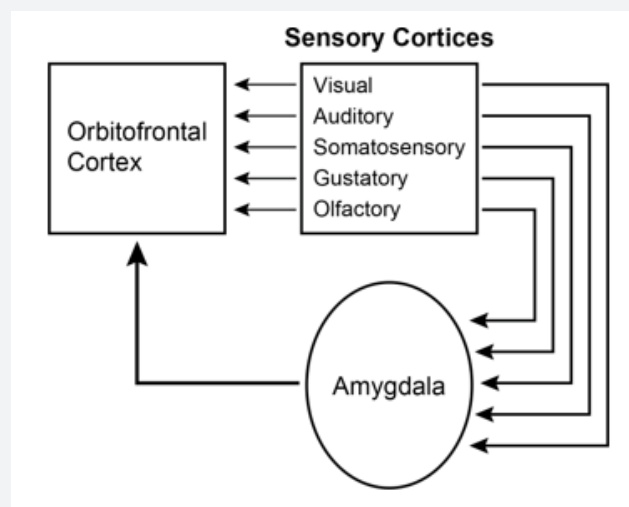 Sensory Cortices
Orbitofrontal
Cortex
Visual
Auditory
Somatosensory
Gustatory
Olfactory
Amygdala